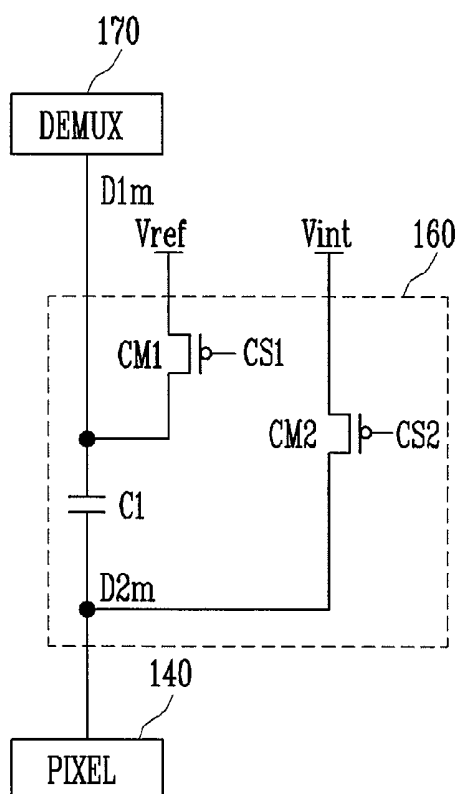 170
DEMUX
D1m
Vref
Vint
160
CM1
CS1
CM2
CS2
C1
D2m
140
PIXEL